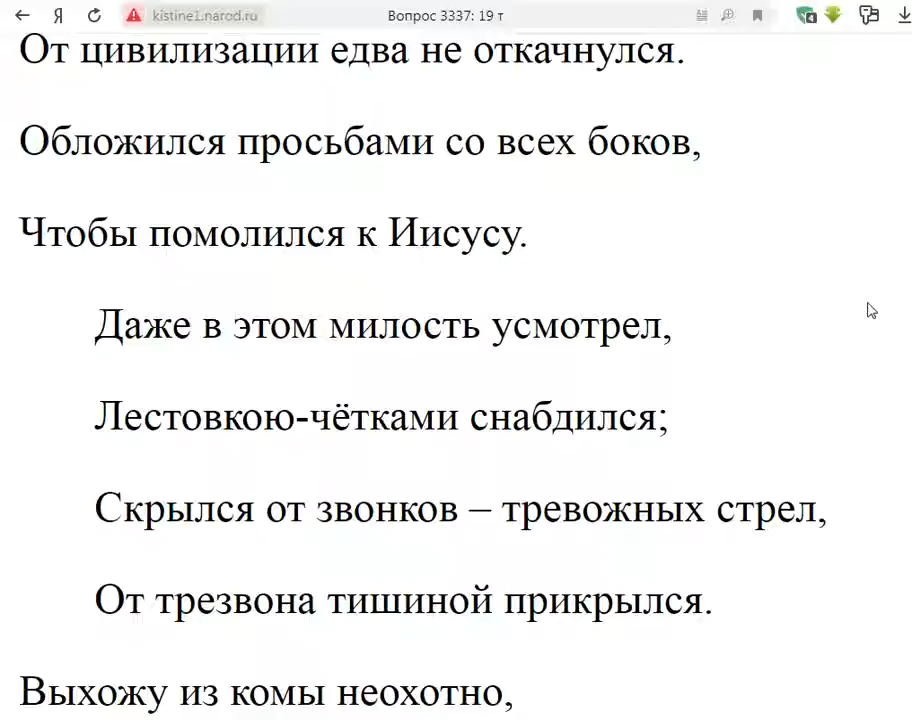 kistine1.narod.ru
Вопрос 3337: 19 т
От цивилизации едва не откачнулся.
Обложился просьбами со всех боков,
Чтобы помолился к Иисусу.
Даже в этом милость усмотрел,
Лестовкою-чётками снабдился;
Скрылся от звонков – тревожных стрел,
От трезвона тишиной прикрылся.
Выхожу из комы неохотно,